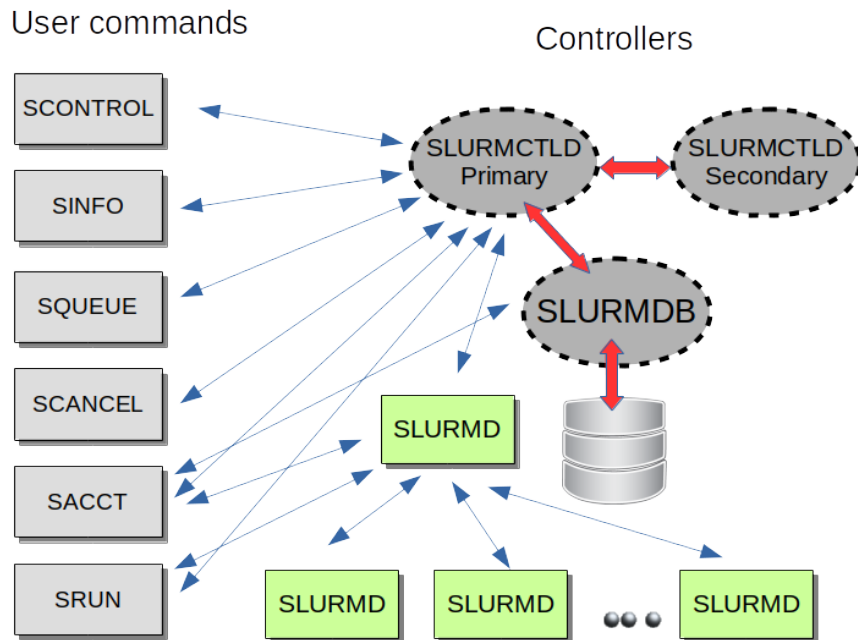 User commands
Controllers
SCONTROL
SINFO
SQUEUE
SCANCEL
SACCT
SRUN
SLURMCTLD
Primary
SLURMCTLD
Secondary
SLURMDB
SLURMD
SLURMD
SLURMD
SLURMD